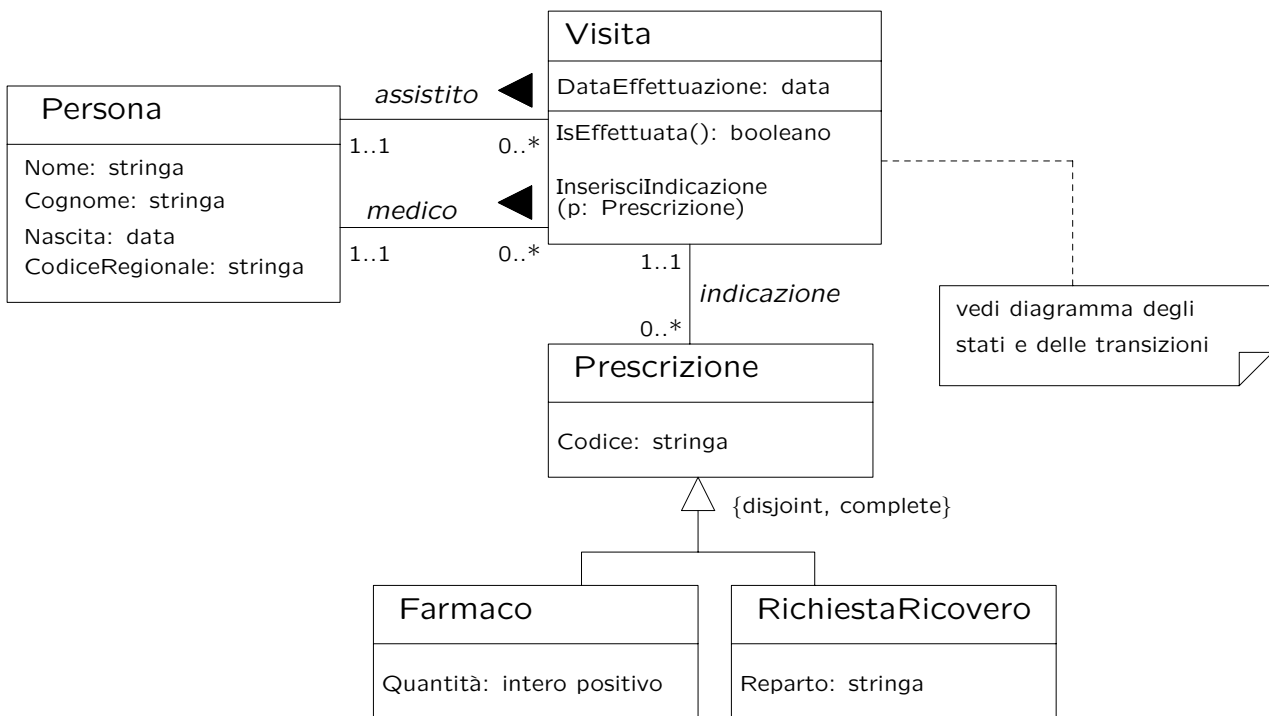 Visita
DataEffettuazione: data
IsEffettuata(): booleano
InserisciIndicazione
(p: Prescrizione)
Persona
Nome: stringa
Cognome: stringa
Nascita: data
CodiceRegionale: stringa
assistito
1..1
0..*
medico
1..1
0..*
1..1
indicazione
0..*
vedi diagramma degli
stati e delle transizioni
Prescrizione
Codice: stringa
{disjoint, complete}
Farmaco
Quantità: intero positivo
RichiestaRicovero
Reparto: stringa